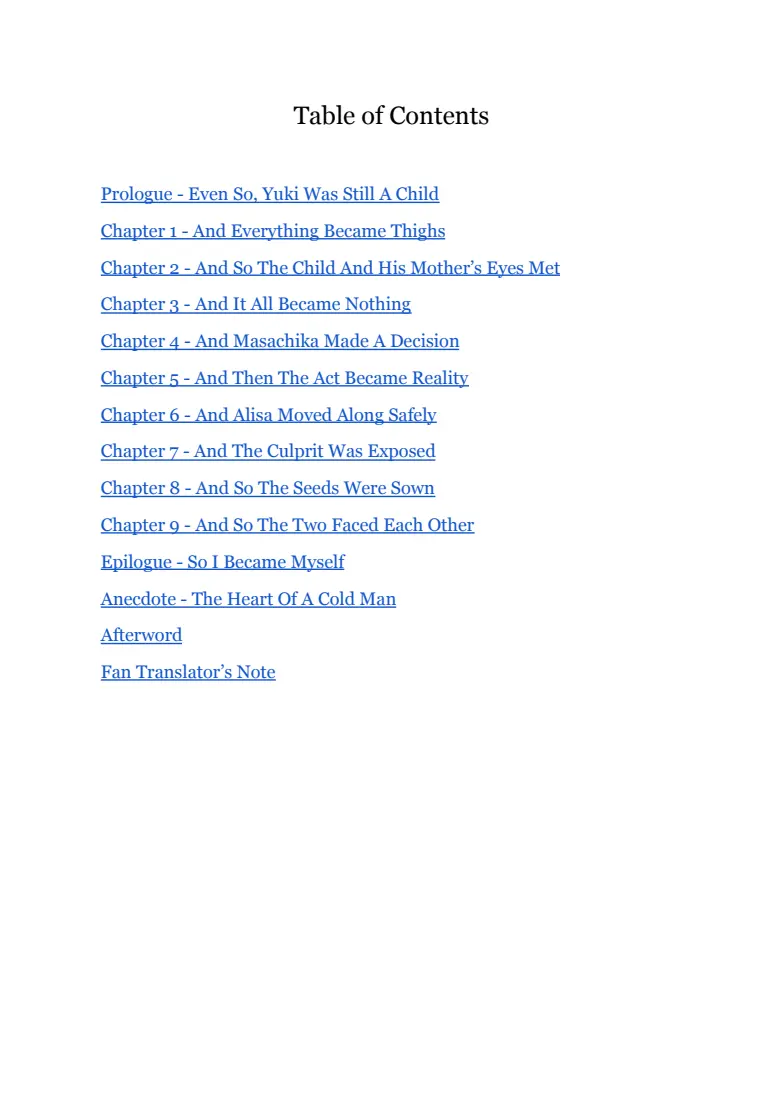 Table of Contents
Prologue - Even So, Yuki Was Still A Child
Chapter 1 - And Everything Became Thighs
Chapter 2 - And So The Child And His Mother’s Eyes Met
Chapter 3 - And It All Became Nothing
Chapter 4 - And Masachika Made A Decision
Chapter 5 - And Then The Act Became Reality
Chapter 6 - And Alisa Moved Along Safely
Chapter 7 - And The Culprit Was Exposed
Chapter 8 - And So The Seeds Were Sown
Chapter 9 - And So The Two Faced Each Other
Epilogue - So I Became Myself
Anecdote - The Heart Of A Cold Man
Afterword
Fan Translator’s Note